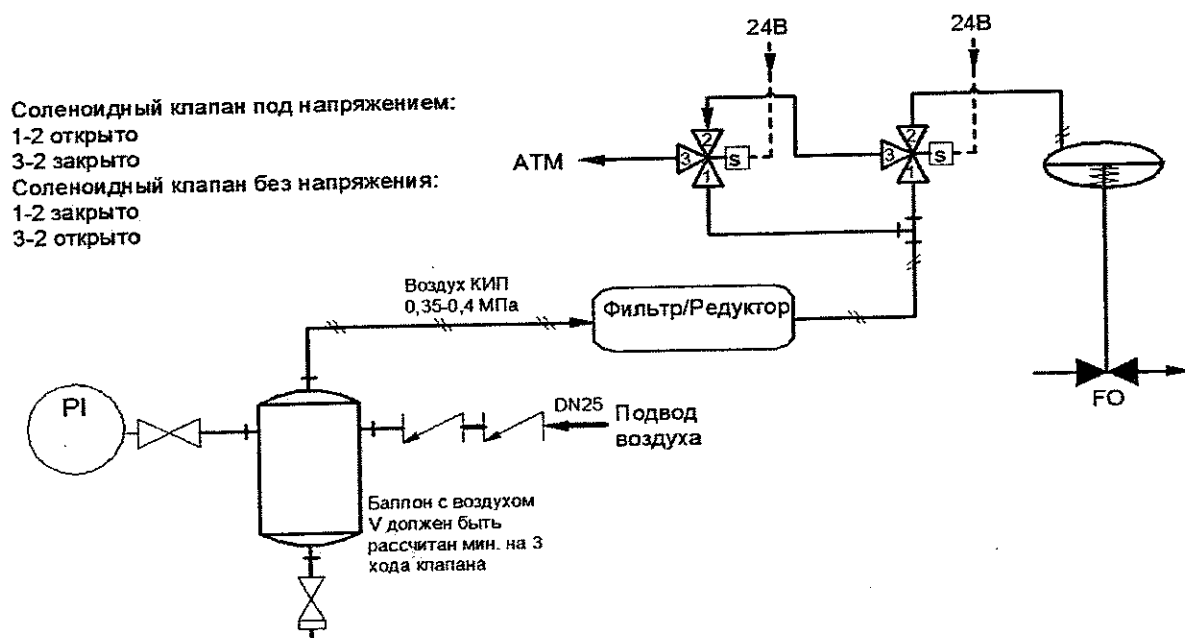 24В
24В
Соленоидный клапан под напряжением:
1-2 открыто
3-2 закрыто
Соленоидный клапан без напряжения:
1-2 закрыто
3-2 открыто
АТМ
3
2
1
S
3
2
1
S
Воздух КИП
0,35-0,4 МПа
Фильтр/Редуктор
FO
PI
DN25
Подвод
воздуха
Баллон с воздухом
V должен быть
рассчитан мин. на 3
хода клапана